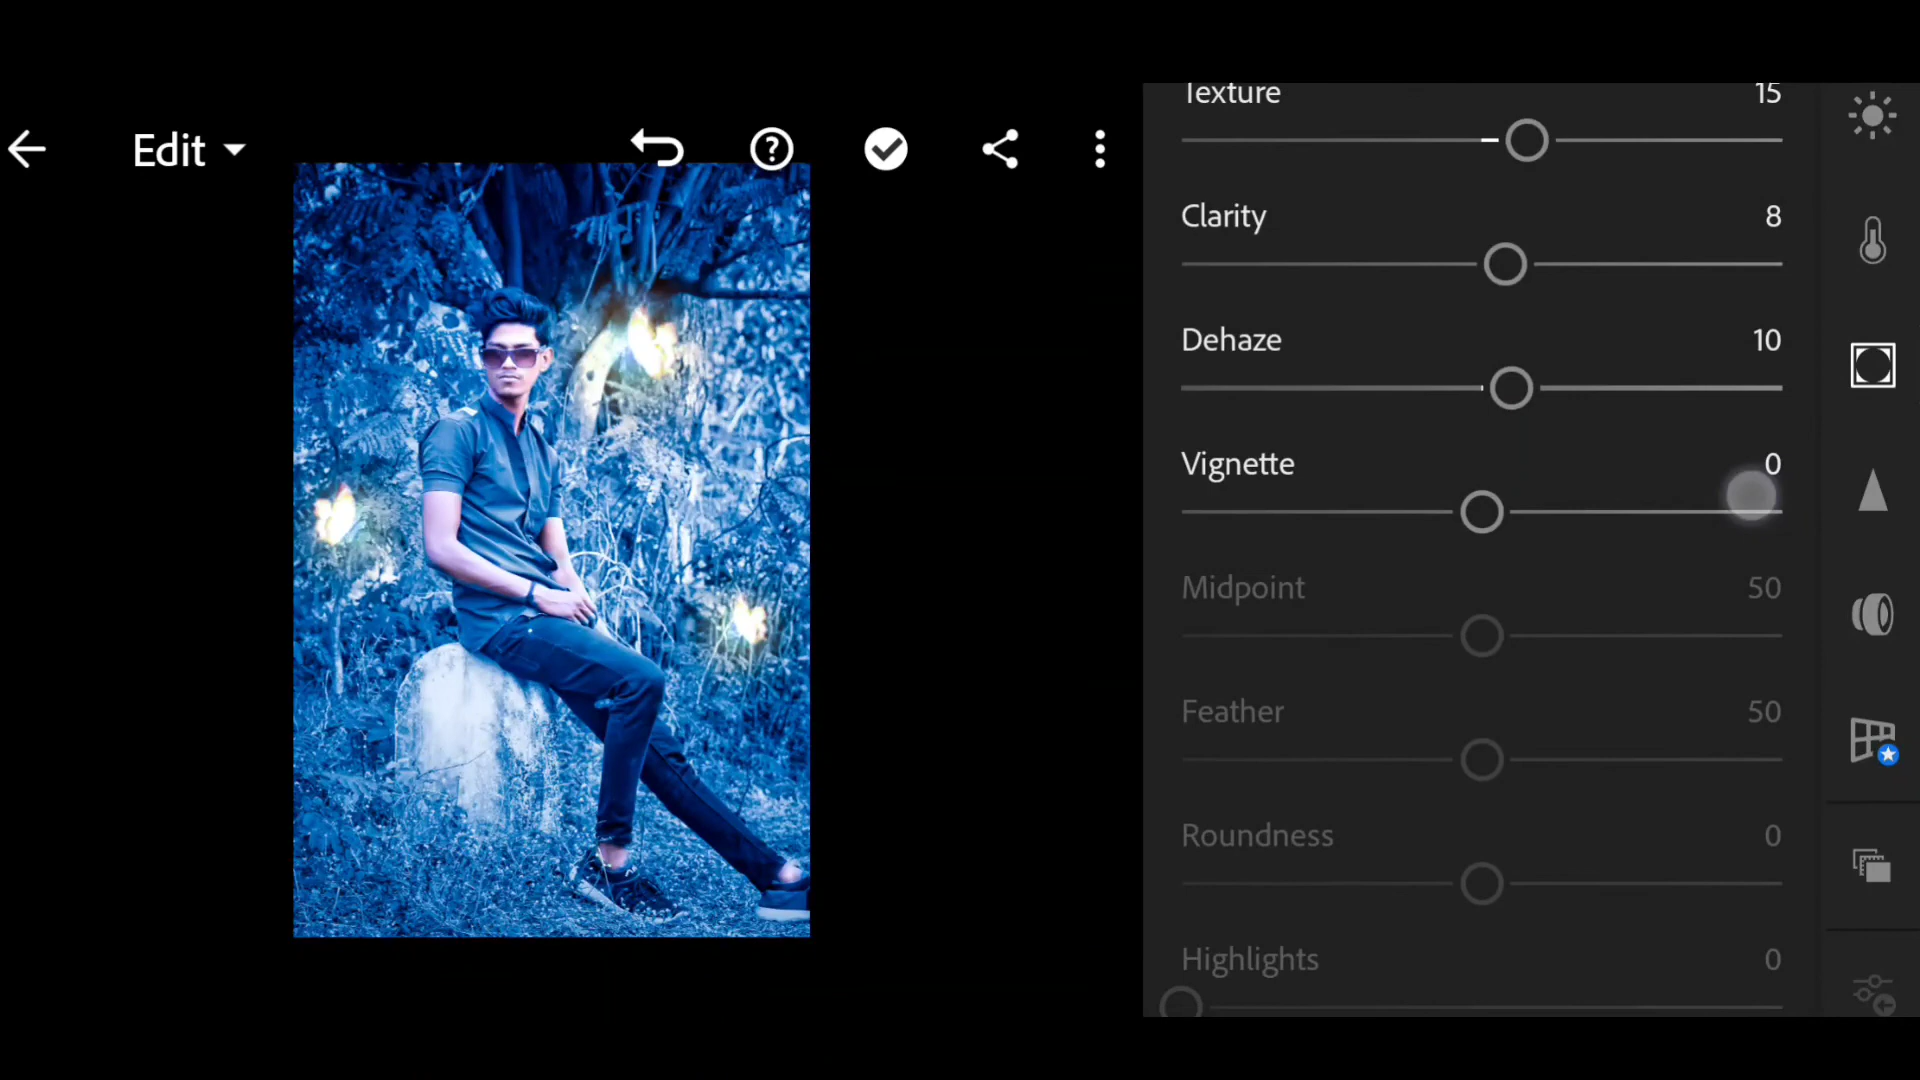 Edit
Texture 15
Clarity 8
Dehaze 10
Vignette 0
Midpoint 50
Feather 50
Roundness 0
Highlights 0